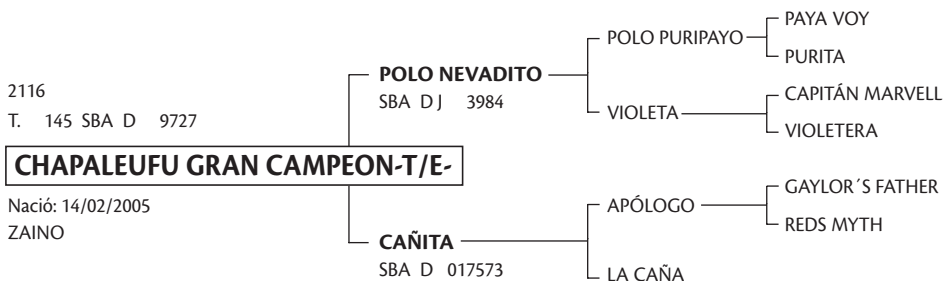 2116
T. 145 SBA D 9727
CHAPALEUFU GRAN CAMPEON-T/E-
Nació: 14/02/2005
ZAINO
POLO NEVADITO
SBA D J 3984
CAÑITA
SBA D 017573
POLO PURIPAYO
VIOLETA
APÓLOGO
LA CAÑA
PAYA VOY
PURITA
CAPITÁN MARVELL
VIOLETERA
GAYLOR´S FATHER
REDS MYTH